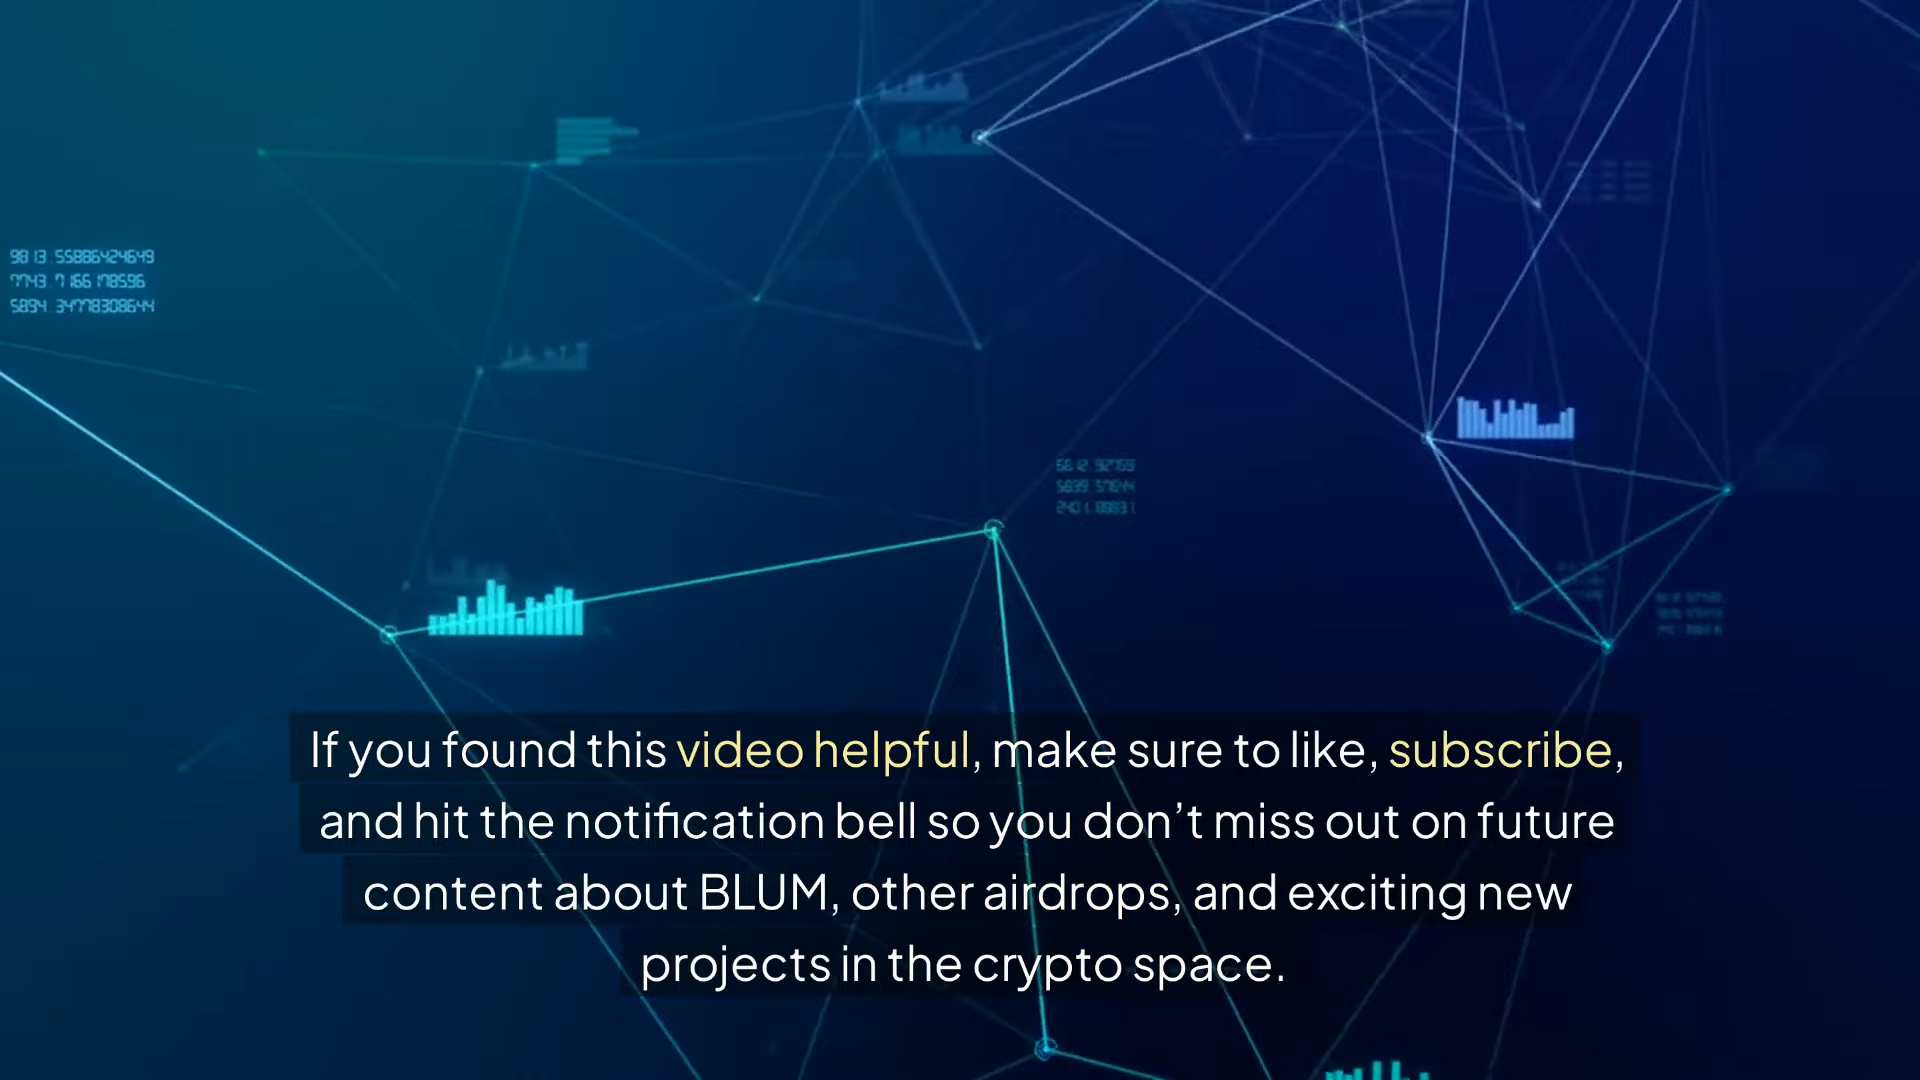 If you found this video helpful, make sure to like, subscribe,
and hit the notification bell so you don’t miss out on future
content about BLUM, other airdrops, and exciting new
projects in the crypto space.